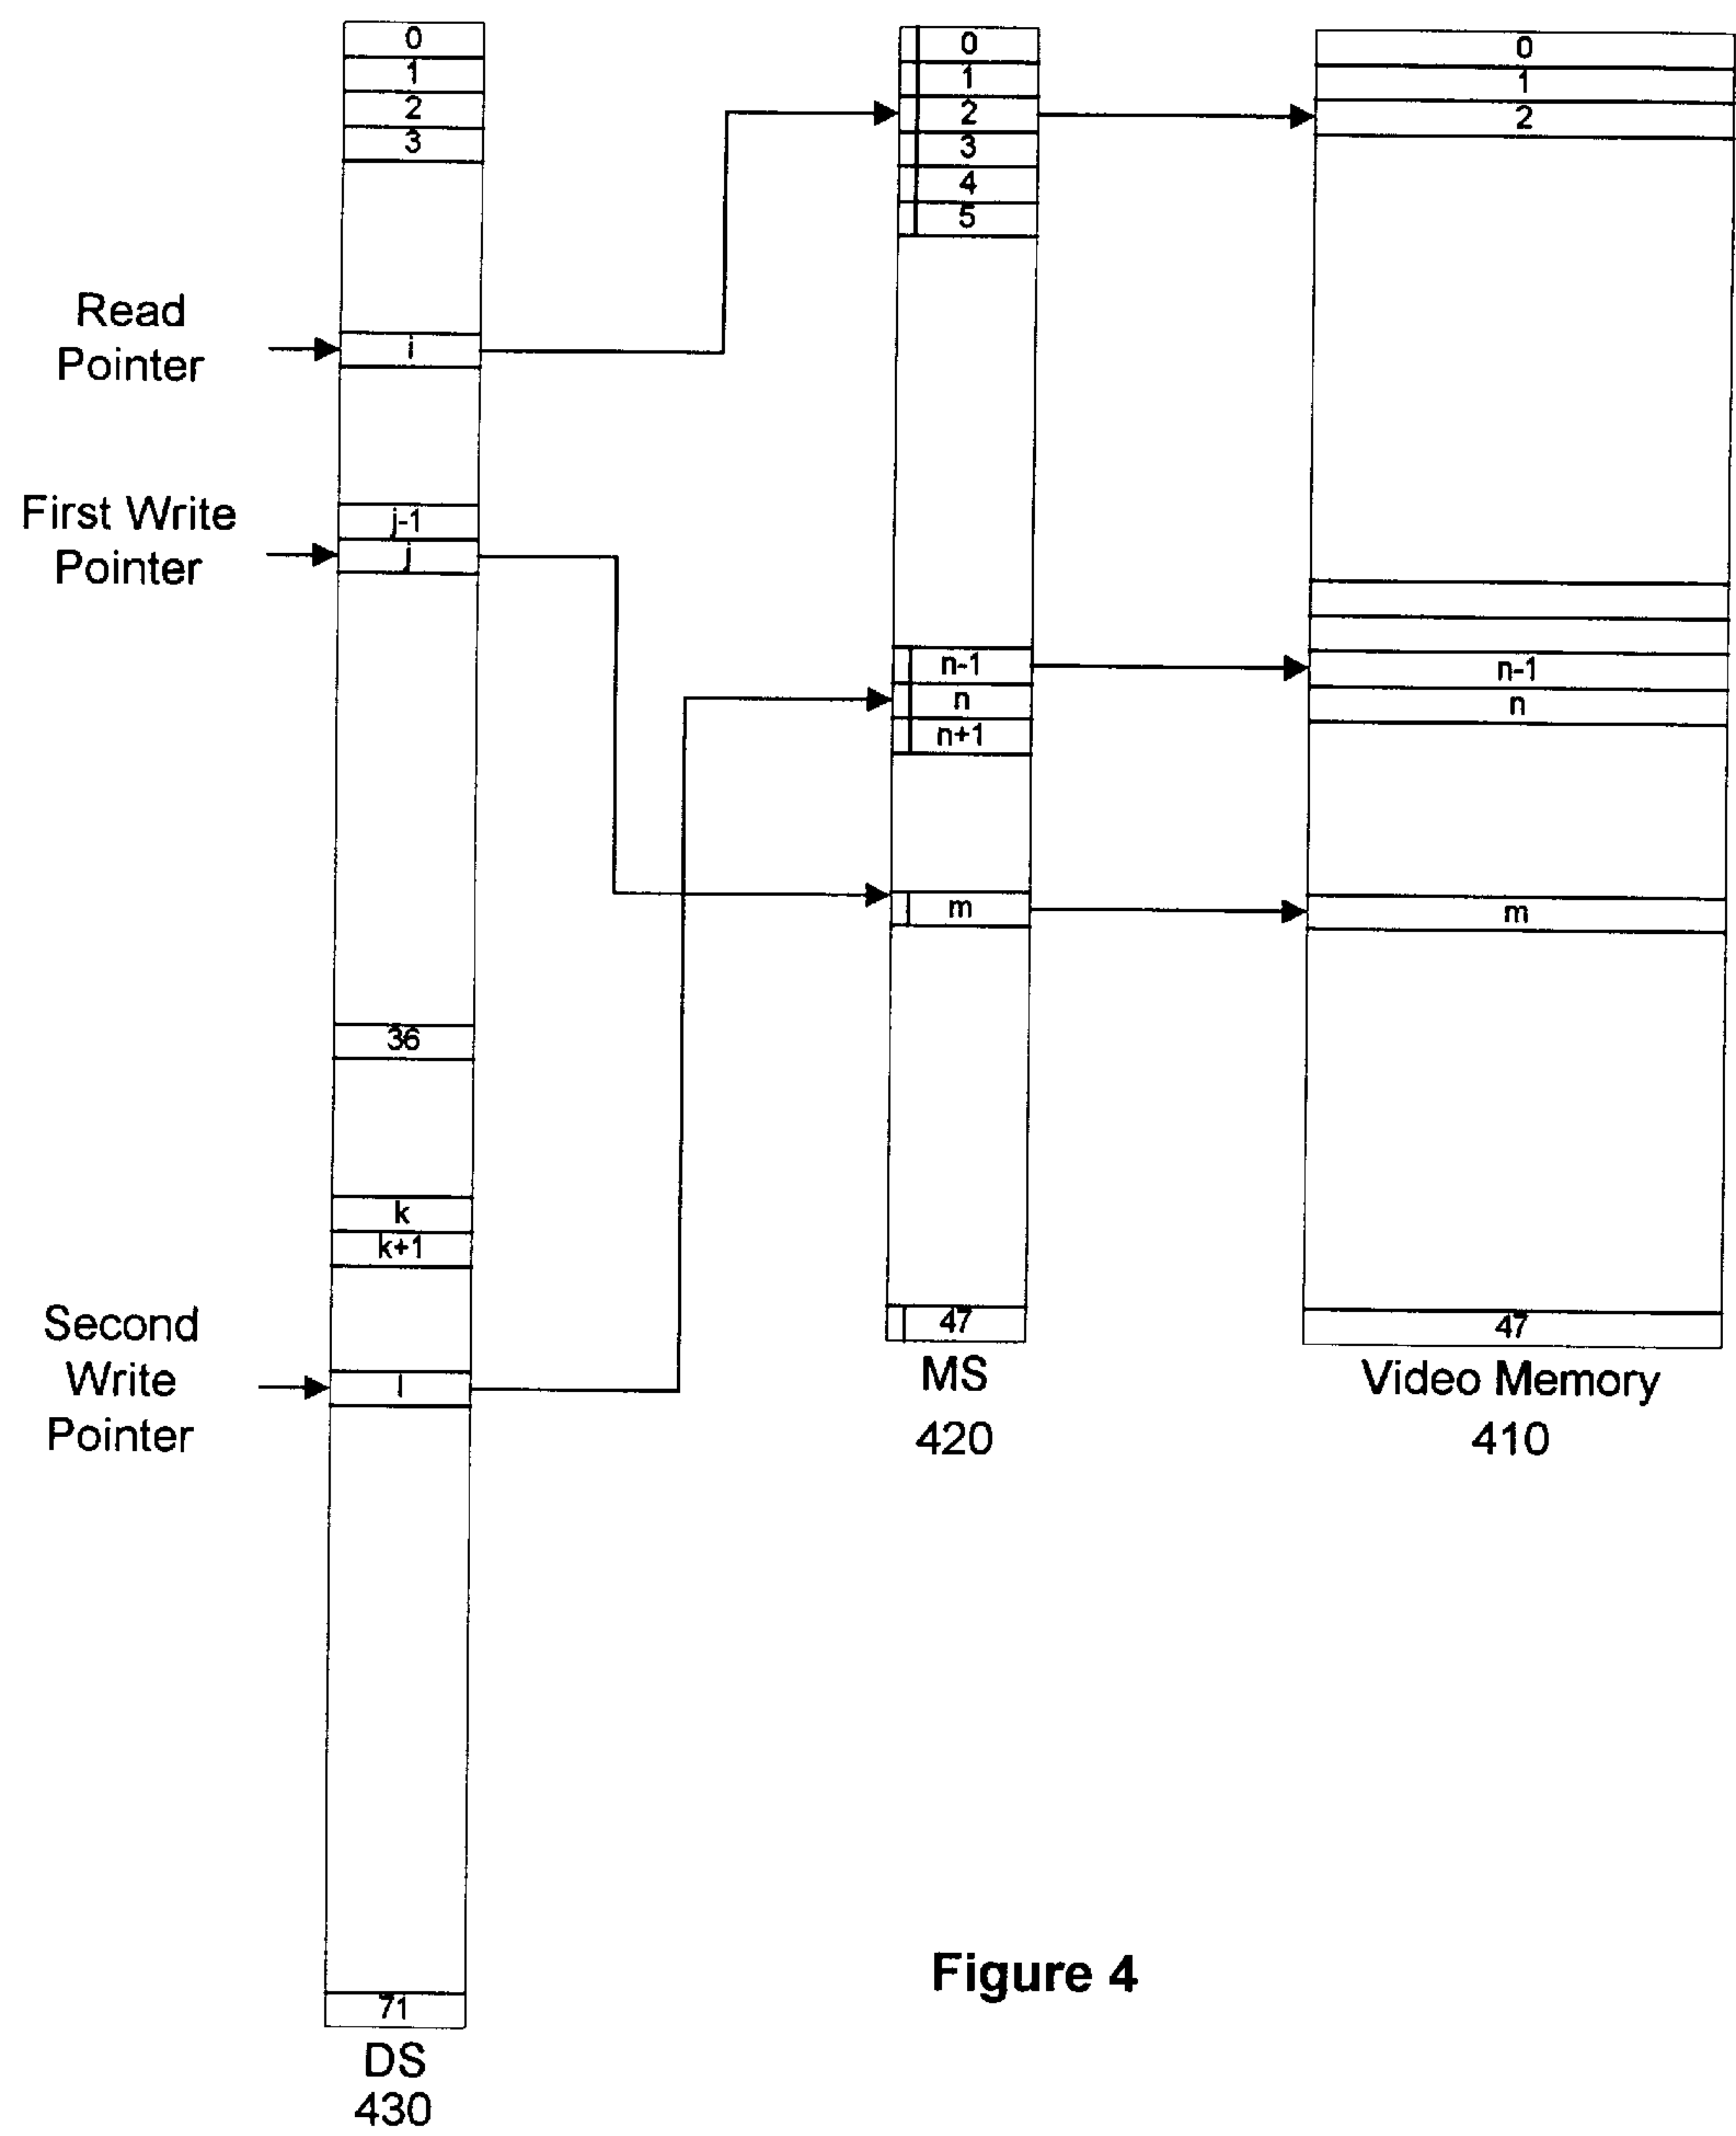 0
1
2
3
Read
Pointer
i
First Write
Pointer
j-1
j
36
k
k+1
Second
Write
Pointer
l
71
DS
430
0
1
2
3
4
5
n-1
n
n+1
m
47
MS
420
0
1
2
n-1
n
m
47
Video Memory
410
Figure 4